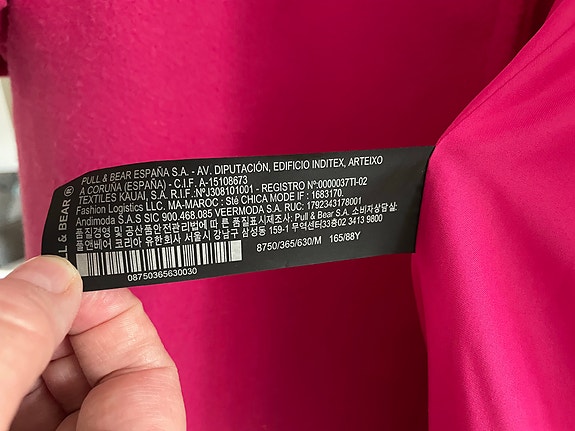 PULL & BEAR ESPAÑA S.A. - AV. DIPUTACIÓN, EDIFICIO INDITEX, ARTEIXO
A CORUÑA (ESPAÑA) - C.I.F. A-15108673
TEXTILES KAUAI, S.A. R.I.F.:NºJ308101001 - REGISTRO Nº:0000037TI-02
Fashion Logistics LLC. MA-MAROC : Sté CHICA MODE IF : 1683170.
Andimoda S.A.S SIC 900.468.085 VEERMODA S.A. RUC: 1792343178001
품질경영 및 공산품안전관리법에 따른 품질표시제조사: Pull & Bear S.A. 소비자상담실:
풀앤베어 코리아 유한회사 서울시 강남구 삼성동 159-1 무역센터33층02 3413 9800
8750/365/630/M 165/88Y
08750365630030
LL & BEAR ®